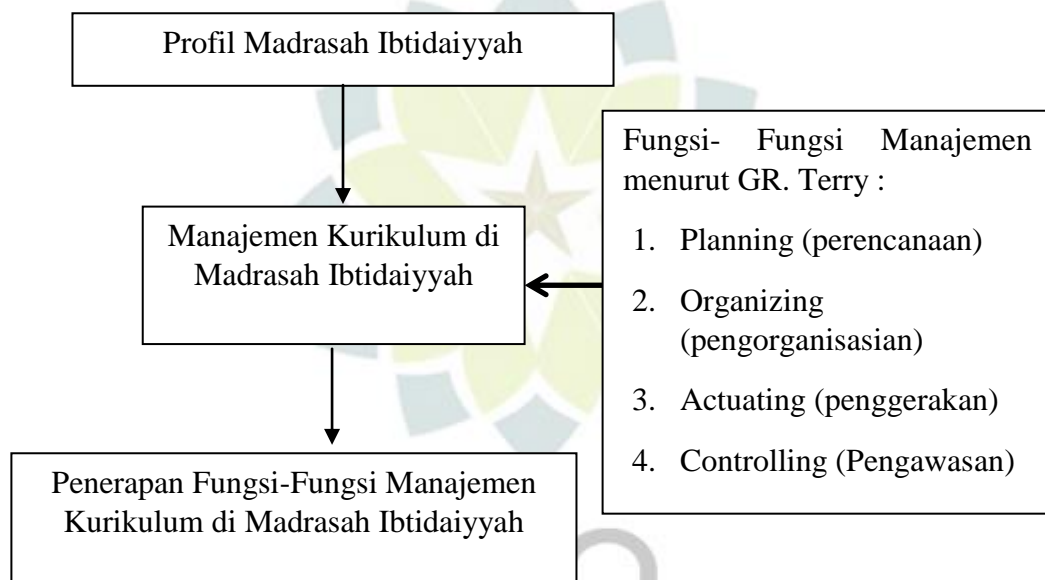 Profil Madrasah Ibtidaiyyah
Manajemen Kurikulum di
Madrasah Ibtidaiyyah
Fungsi- Fungsi Manajemen
menurut GR. Terry :
1. Planning (perencanaan)
2. Organizing
(pengorganisasian)
3. Actuating (penggerakan)
4. Controlling (Pengawasan)
Penerapan Fungsi-Fungsi Manajemen
Kurikulum di Madrasah Ibtidaiyyah